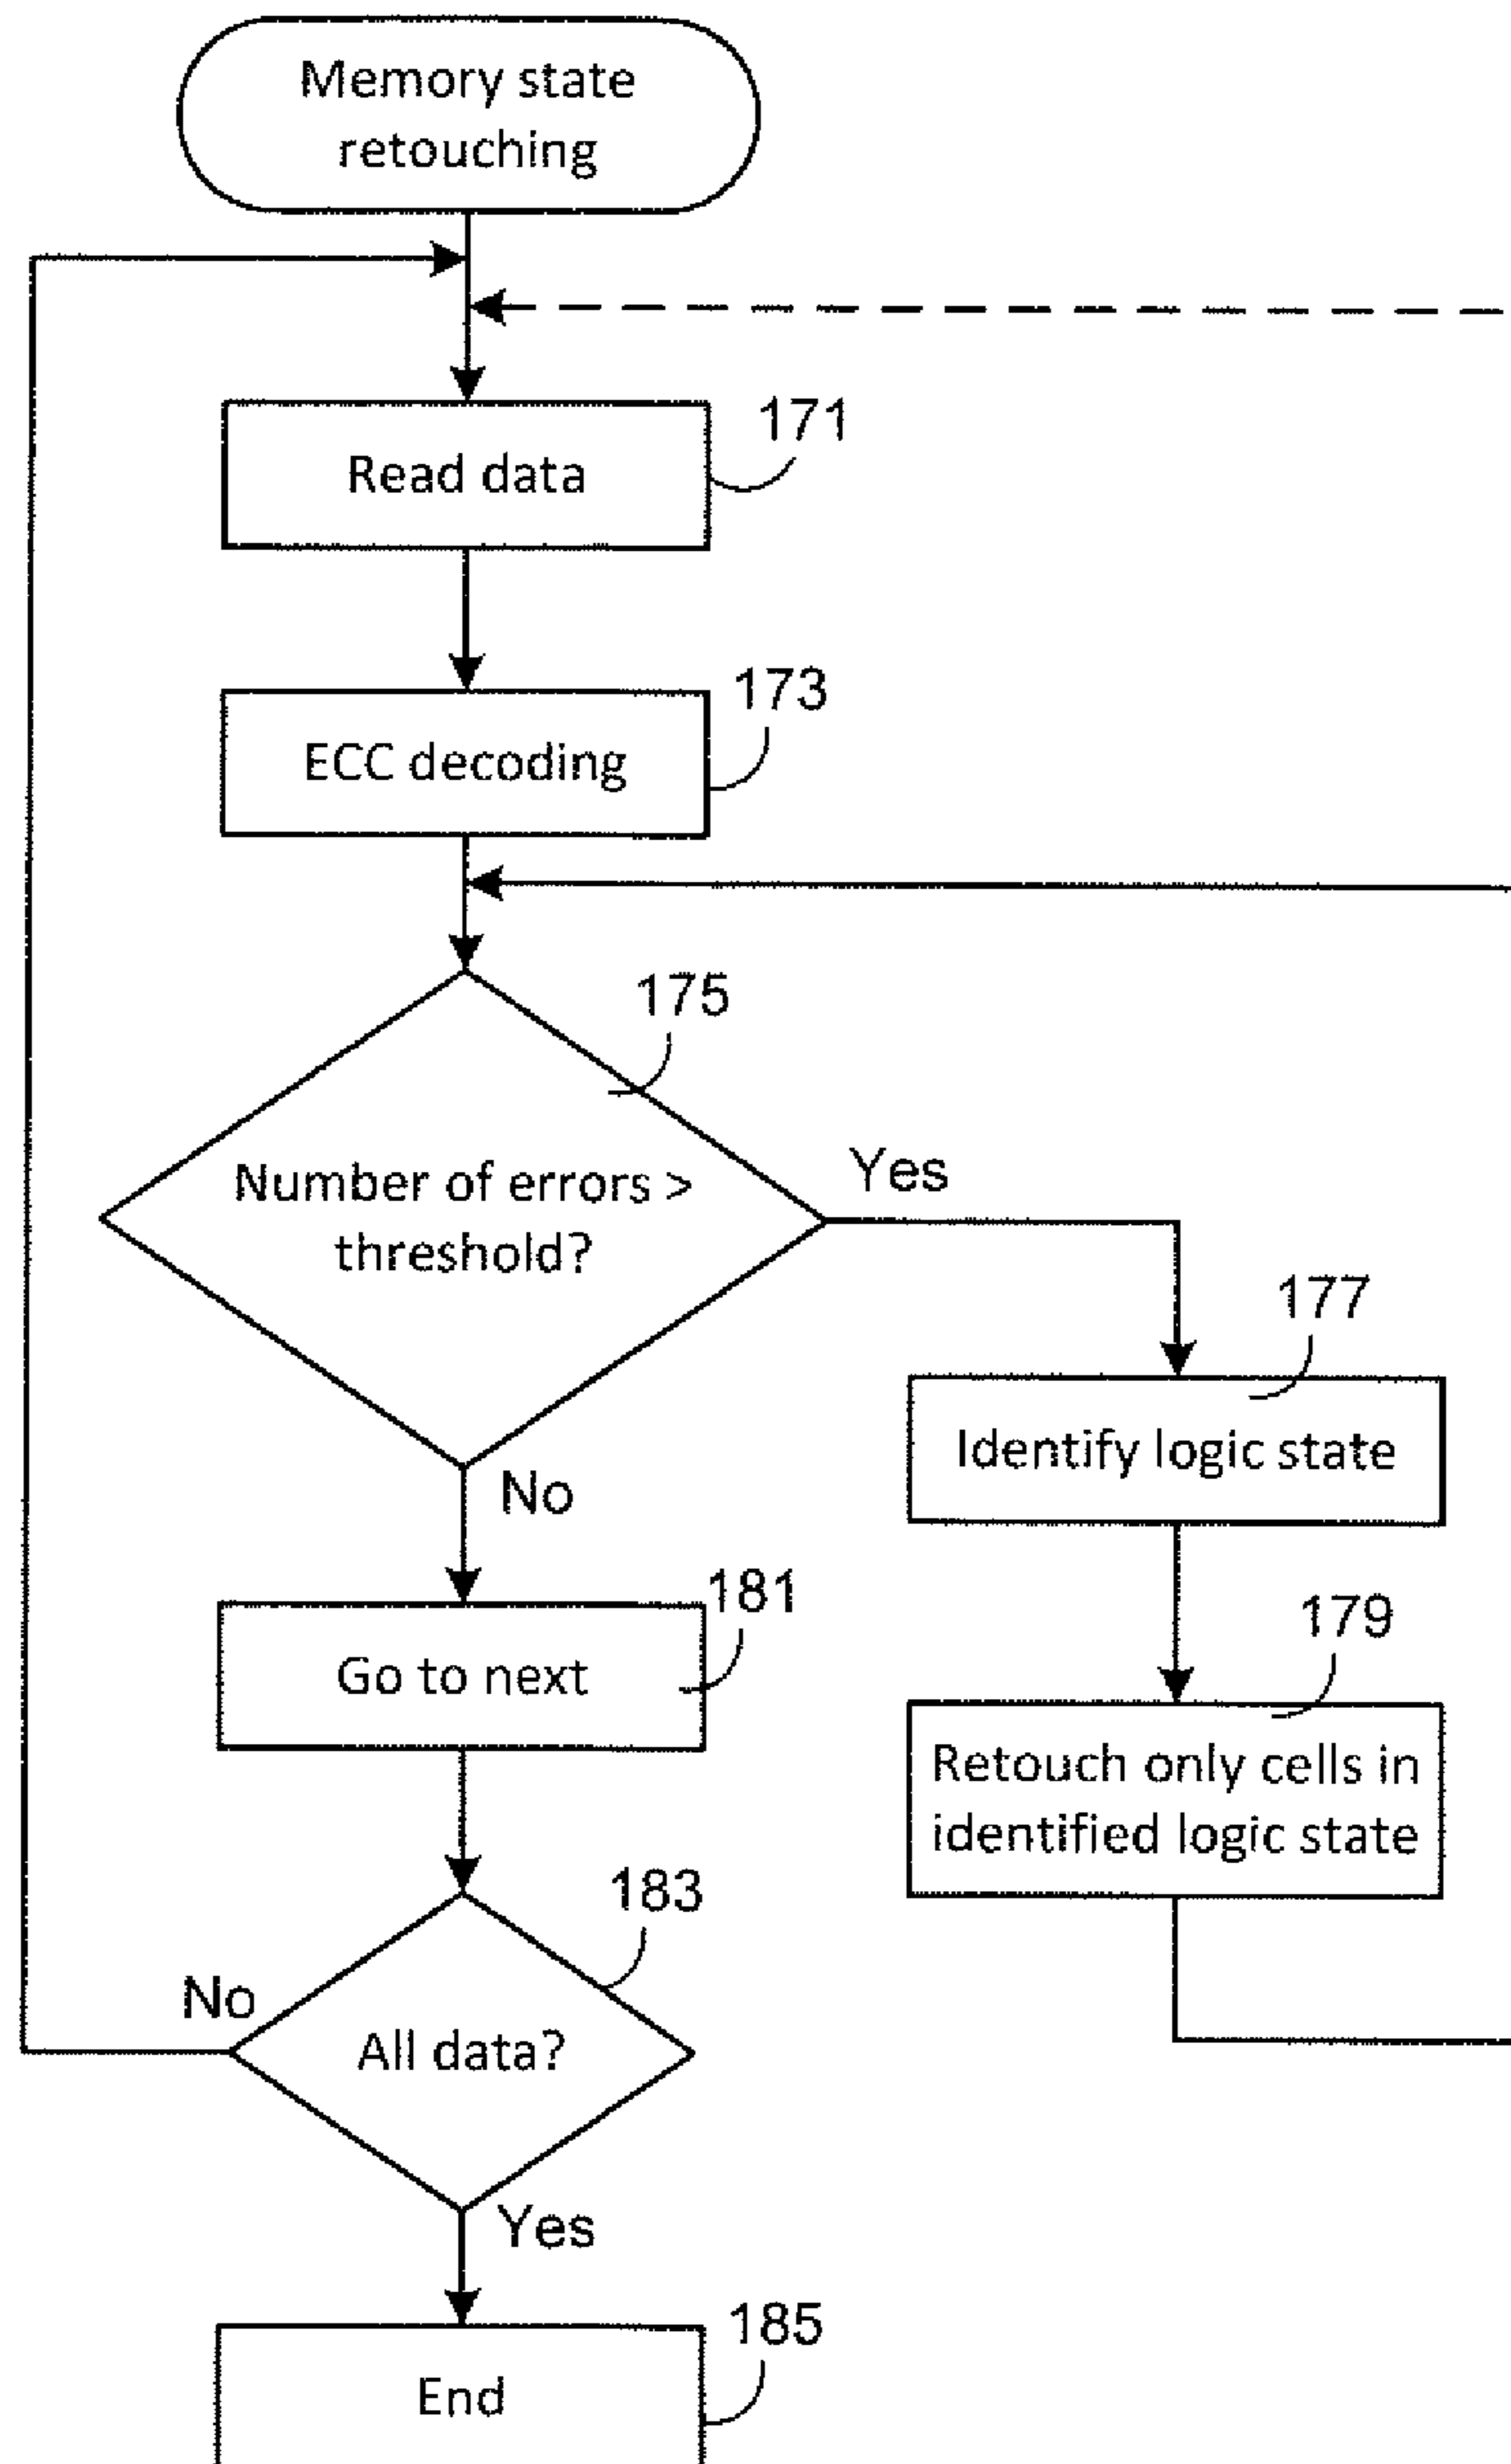 Memory state
retouching
171
Read data
173
ECC decoding
175
Number of errors >
threshold?
Yes
No
177
Identify logic state
179
Retouch only cells in
identified logic state
181
Go to next
183
No
All data?
Yes
185
End